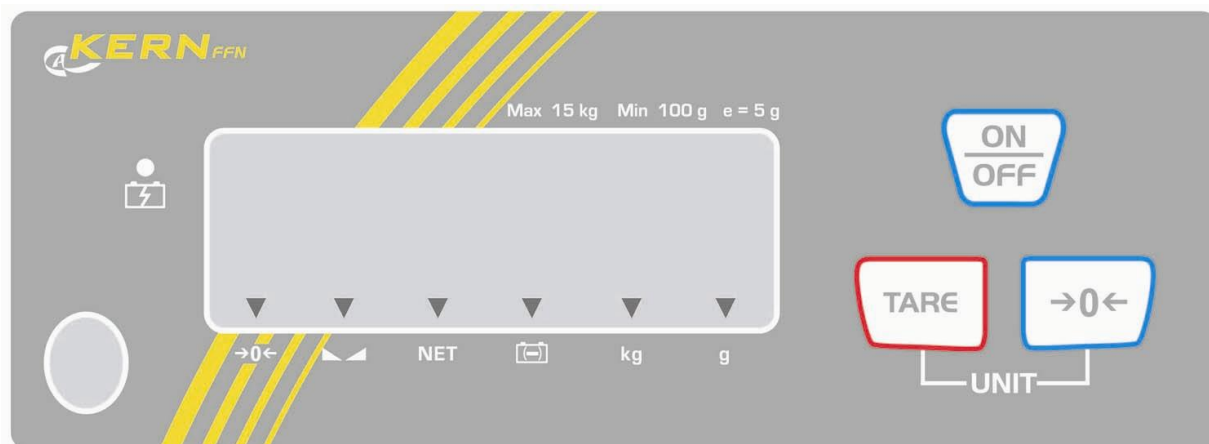 KERN FFN
Max 15 kg Min 100 g e = 5 g
ON
OFF
TARE →0←
→0← NET kg g
UNIT